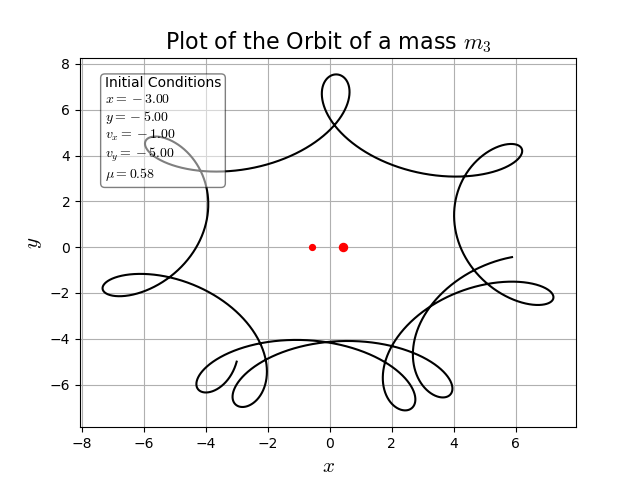 Plot of the Orbit of a mass m₃
Initial Conditions
x = −3.00
y = −5.00
vₓ = −1.00
v_y = −5.00
μ = 0.58
8
6
4
2
0
−2
−4
−6
y
−8 −6 −4 −2 0 2 4 6
x